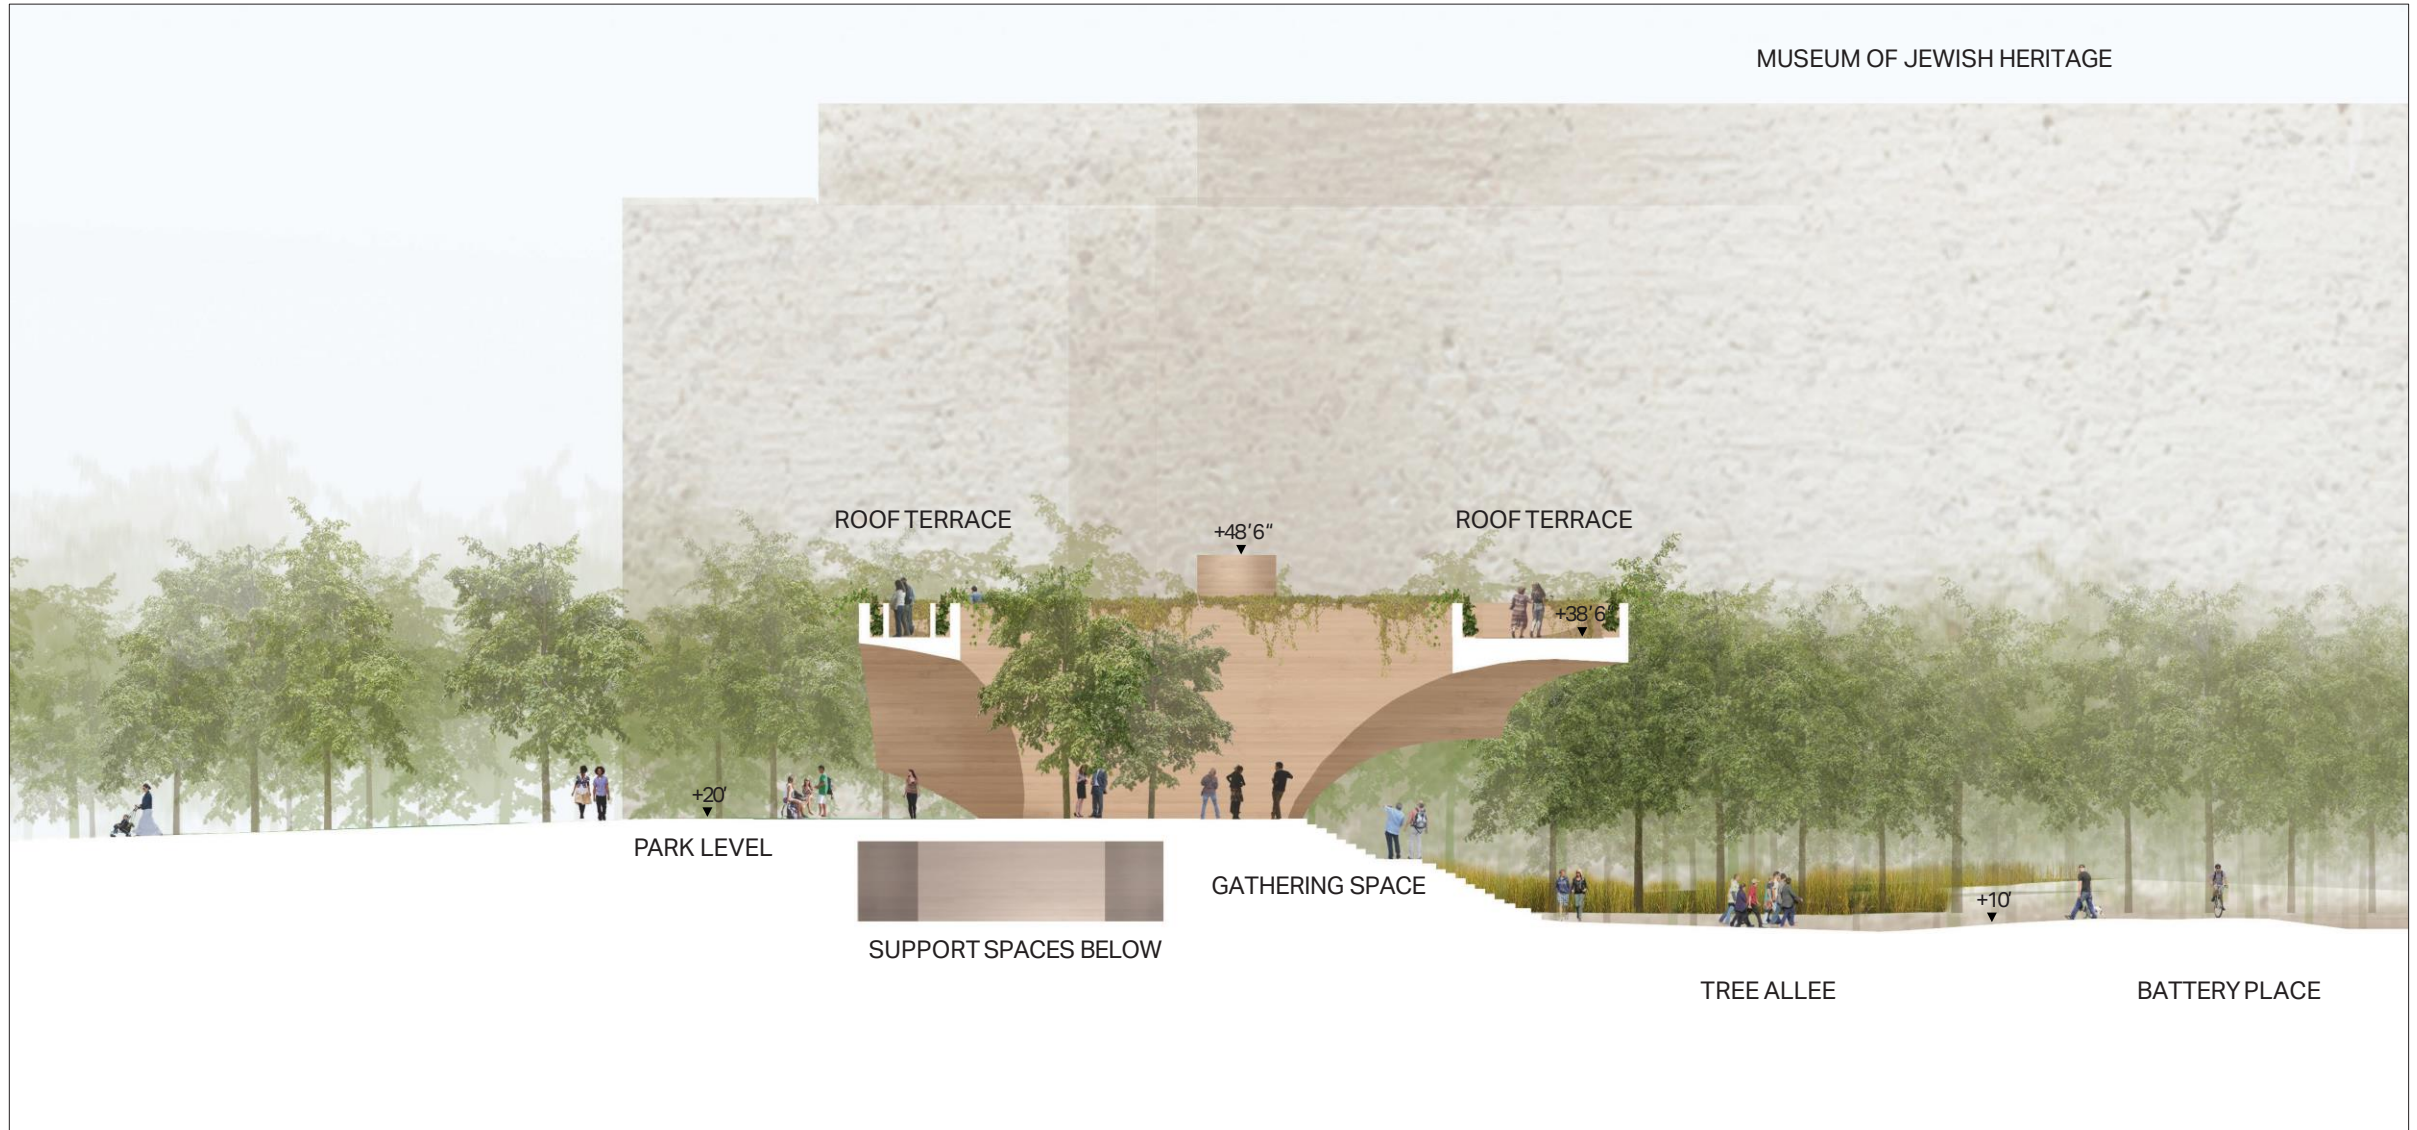 MUSEUM OF JEWISH HERITAGE
ROOF TERRACE
+48’6“
ROOF TERRACE
+38’6
+20’
PARK LEVEL
GATHERING SPACE
+10’
SUPPORT SPACES BELOW
TREE ALLEE
BATTERY PLACE